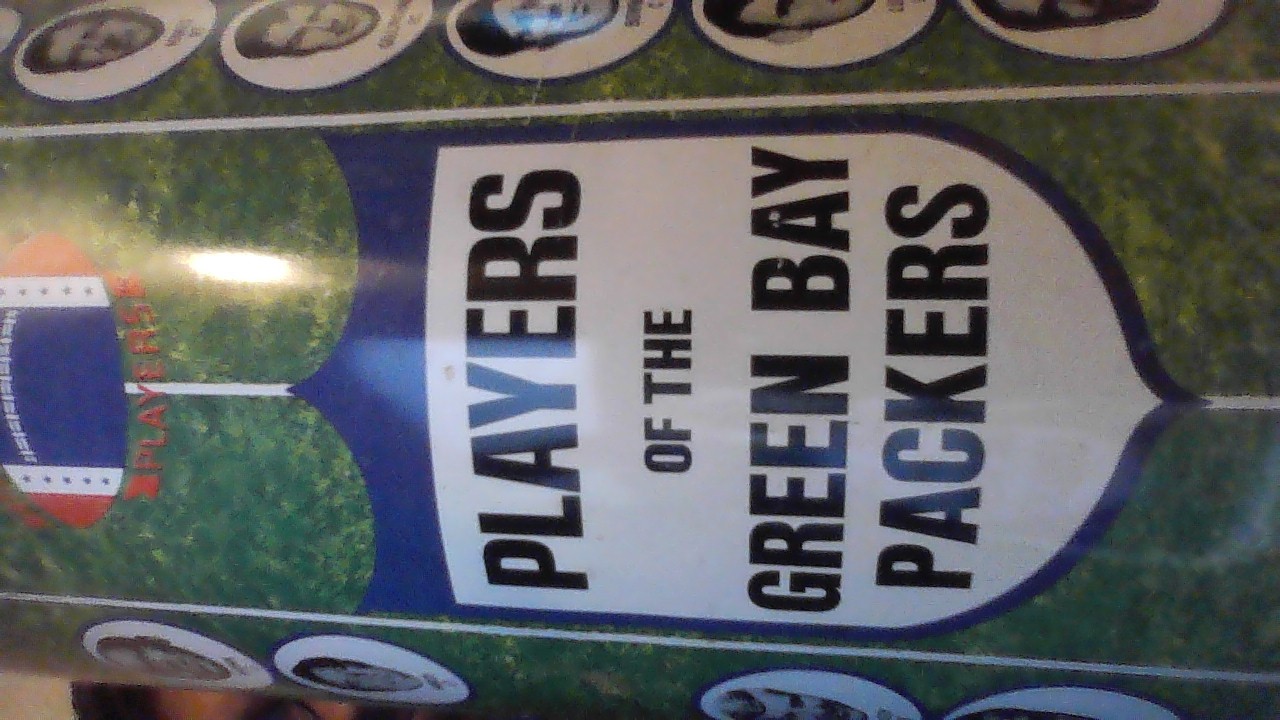 PLAYERS
PLAYERS
OF THE
GREEN BAY
PACKERS